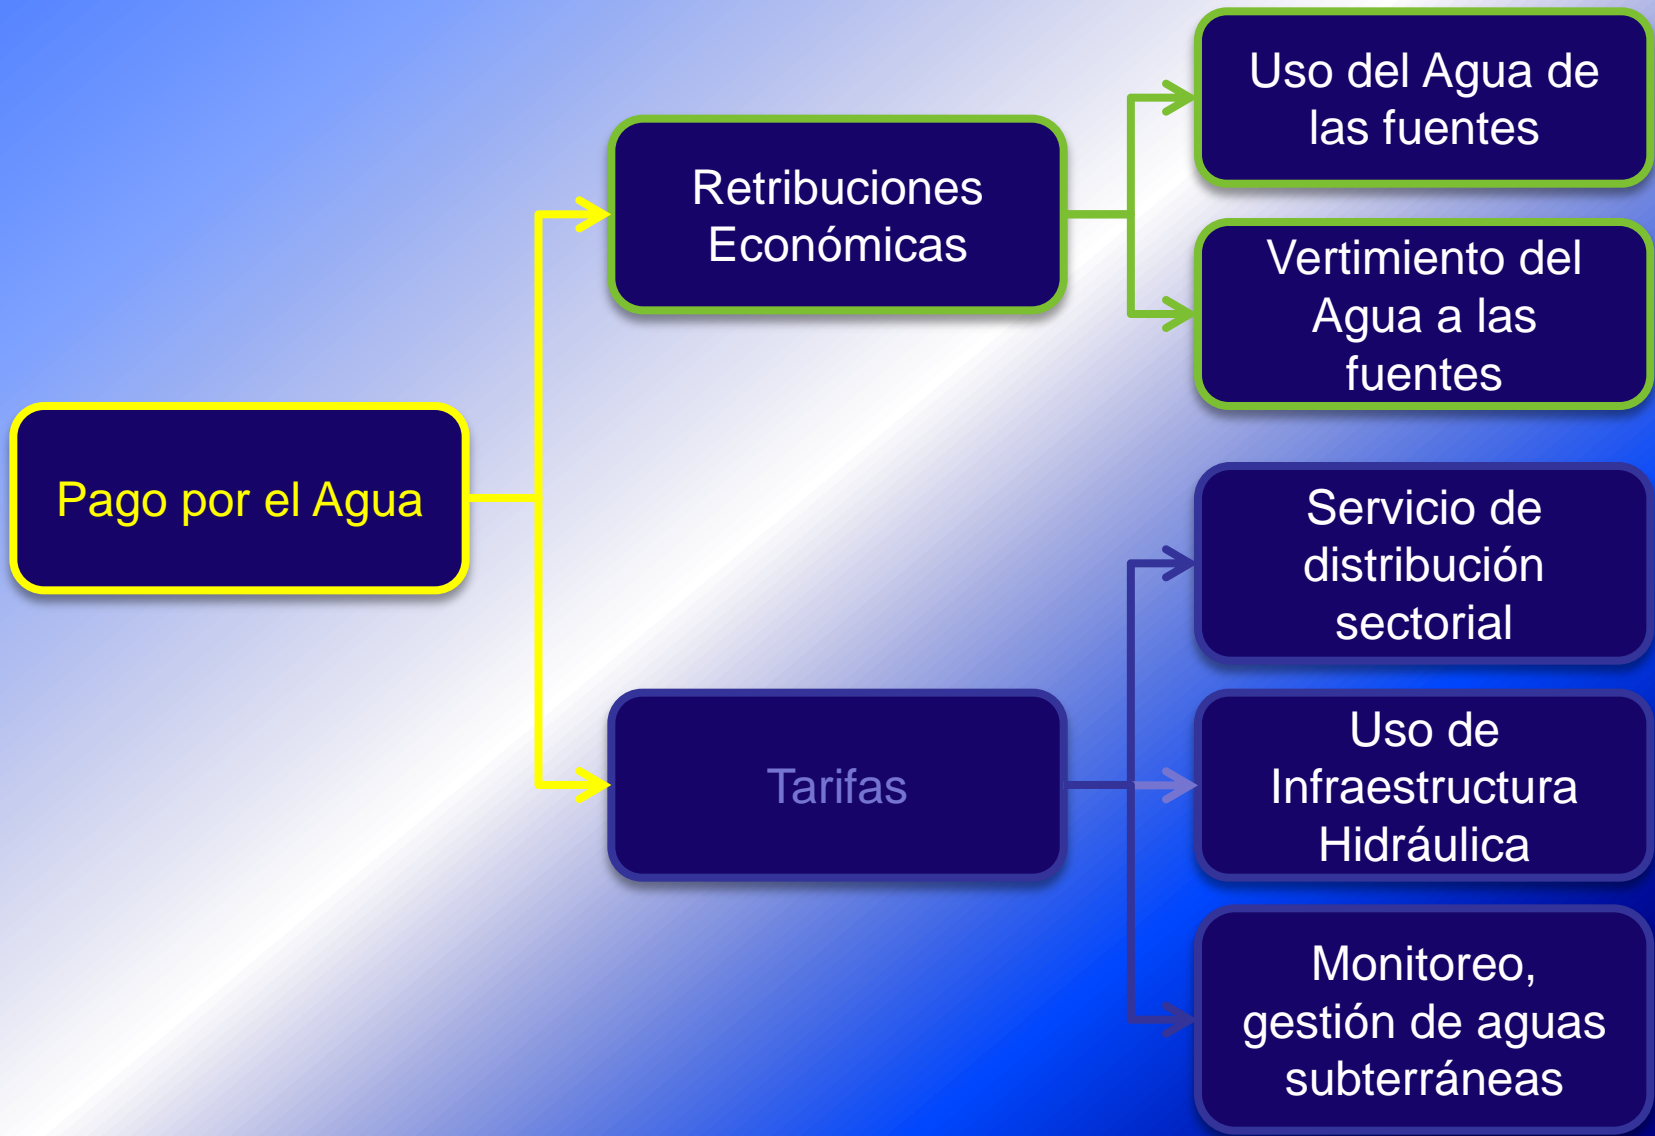 Pago por el Agua
Retribuciones
Económicas
Uso del Agua de
las fuentes
Vertimiento del
Agua a las
fuentes
Tarifas
Servicio de
distribución
sectorial
Uso de
Infraestructura
Hidráulica
Monitoreo,
gestión de aguas
subterráneas